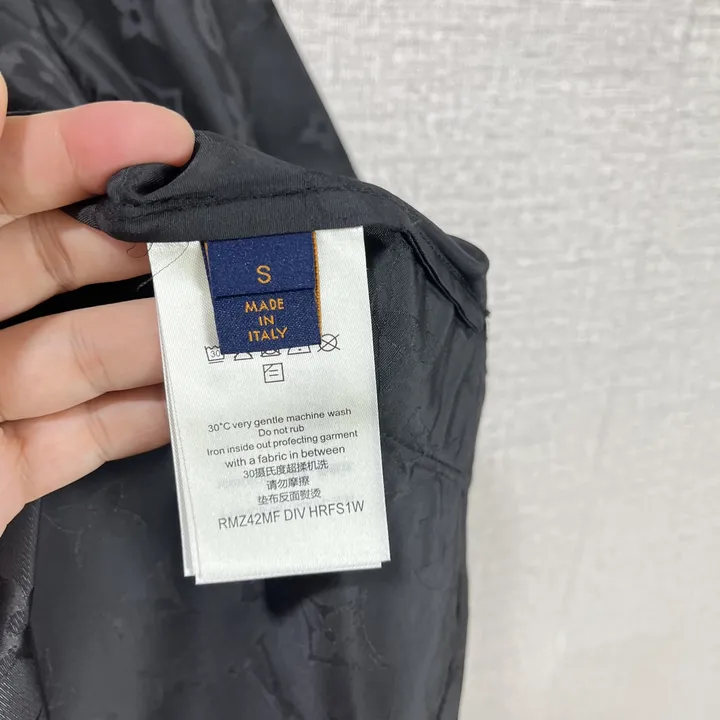 S
MADE
IN
ITALY
30
30°C very gentle machine wash
Do not rub
Iron inside out profecting garment
with a fabric in between
30摄氏度超揉机洗
请勿摩擦
垫布反面熨烫
RMZ42MF DIV HRFS1W